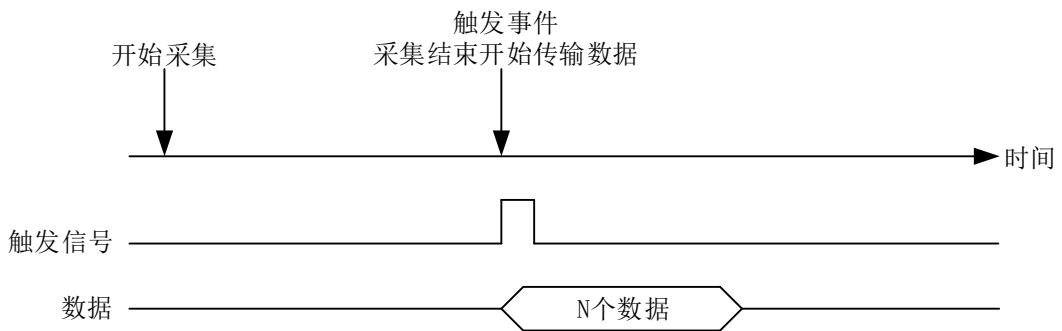 触发事件
开始采集
采集结束开始传输数据
时间
触发信号
数据
N个数据